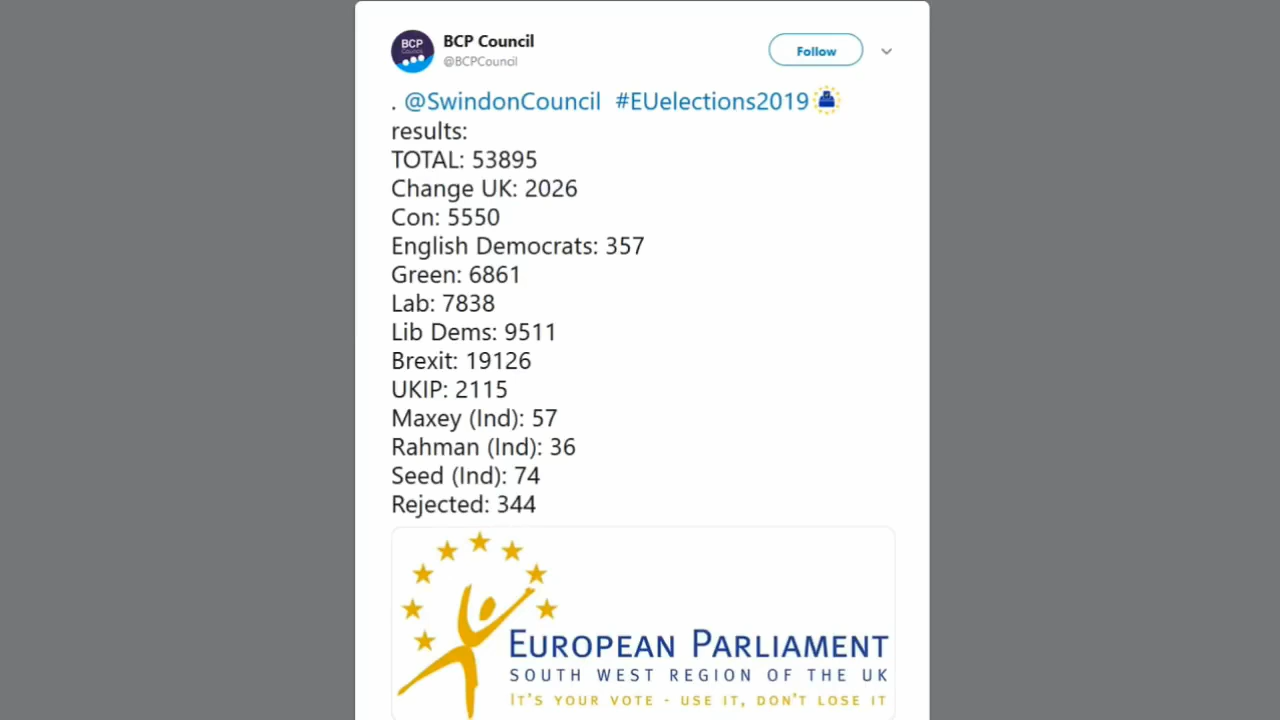 BCP
Council
BCP Council
@BCPCouncil
Follow
. @SwindonCouncil #EUelections2019
results:
TOTAL: 53895
Change UK: 2026
Con: 5550
English Democrats: 357
Green: 6861
Lab: 7838
Lib Dems: 9511
Brexit: 19126
UKIP: 2115
Maxey (Ind): 57
Rahman (Ind): 36
Seed (Ind): 74
Rejected: 344
EUROPEAN PARLIAMENT
SOUTH WEST REGION OF THE UK
IT'S YOUR VOTE - USE IT, DON'T LOSE IT